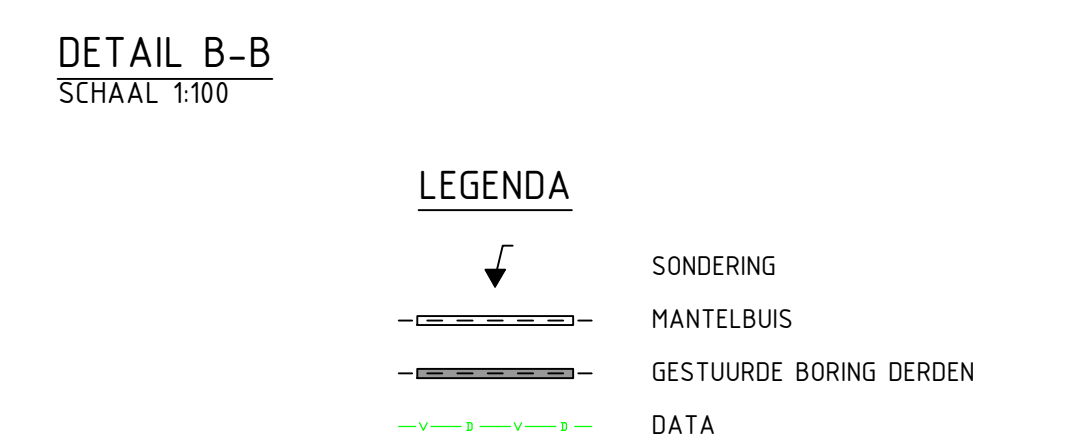 DETAIL B-B
SCHAAL 1:100
LEGENDA
SONDERING
MANTELBUIS
GESTUURDE BORING DERDEN
V D V D DATA